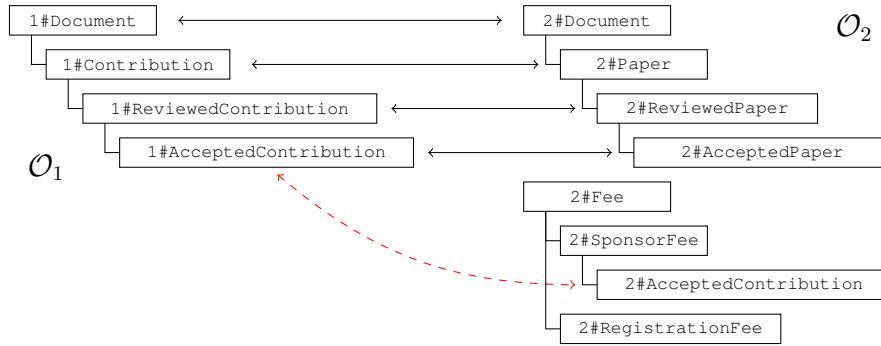 1#Document
2#Document
𝒪₂
1#Contribution
2#Paper
1#ReviewedContribution
2#ReviewedPaper
1#AcceptedContribution
2#AcceptedPaper
𝒪₁
2#Fee
2#SponsorFee
2#AcceptedContribution
2#RegistrationFee